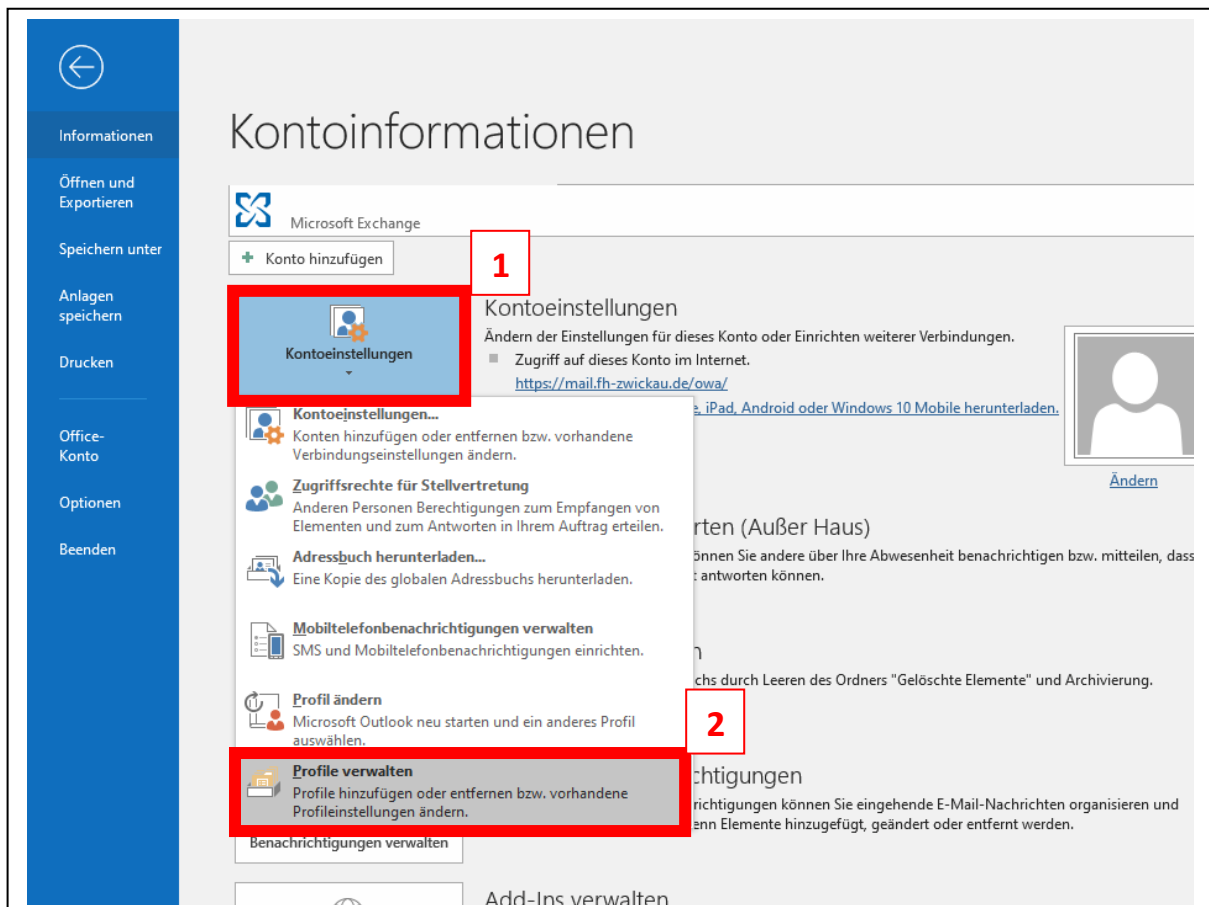 Informationen
Öffnen und
Exportieren
Speichern unter
Anlagen
speichern
Drucken
Office-
Konto
Optionen
Beenden
Kontoinformationen
Microsoft Exchange
Konto hinzufügen
1
Kontoeinstellungen
Kontoeinstellungen
Ändern der Einstellungen für dieses Konto oder Einrichten weiterer Verbindungen.
Zugriff auf dieses Konto im Internet.
https://mail.fh-zwickau.de/owa/
, iPad, Android oder Windows 10 Mobile herunterladen.
Ändern
Kontoeinstellungen...
Konten hinzufügen oder entfernen bzw. vorhandene
Verbindungseinstellungen ändern.
Zugriffsrechte für Stellvertretung
Anderen Personen Berechtigungen zum Empfangen von
Elementen und zum Antworten in Ihrem Auftrag erteilen.
Adressbuch herunterladen...
Eine Kopie des globalen Adressbuchs herunterladen.
Mobiltelefonbenachrichtigungen verwalten
SMS und Mobiltelefonbenachrichtigungen einrichten.
Profil ändern
Microsoft Outlook neu starten und ein anderes Profil
auswählen.
2
Profile verwalten
Profile hinzufügen oder entfernen bzw. vorhandene
Profileinstellungen ändern.
rten (Außer Haus)
önnen Sie andere über Ihre Abwesenheit benachrichtigen bzw. mitteilen, dass
antworten können.
chs durch Leeren des Ordners "Gelöschte Elemente" und Archivierung.
chtigungen
richtigungen können Sie eingehende E-Mail-Nachrichten organisieren und
enn Elemente hinzugefügt, geändert oder entfernt werden.
Benachrichtigungen verwalten
Add-Ins verwalten